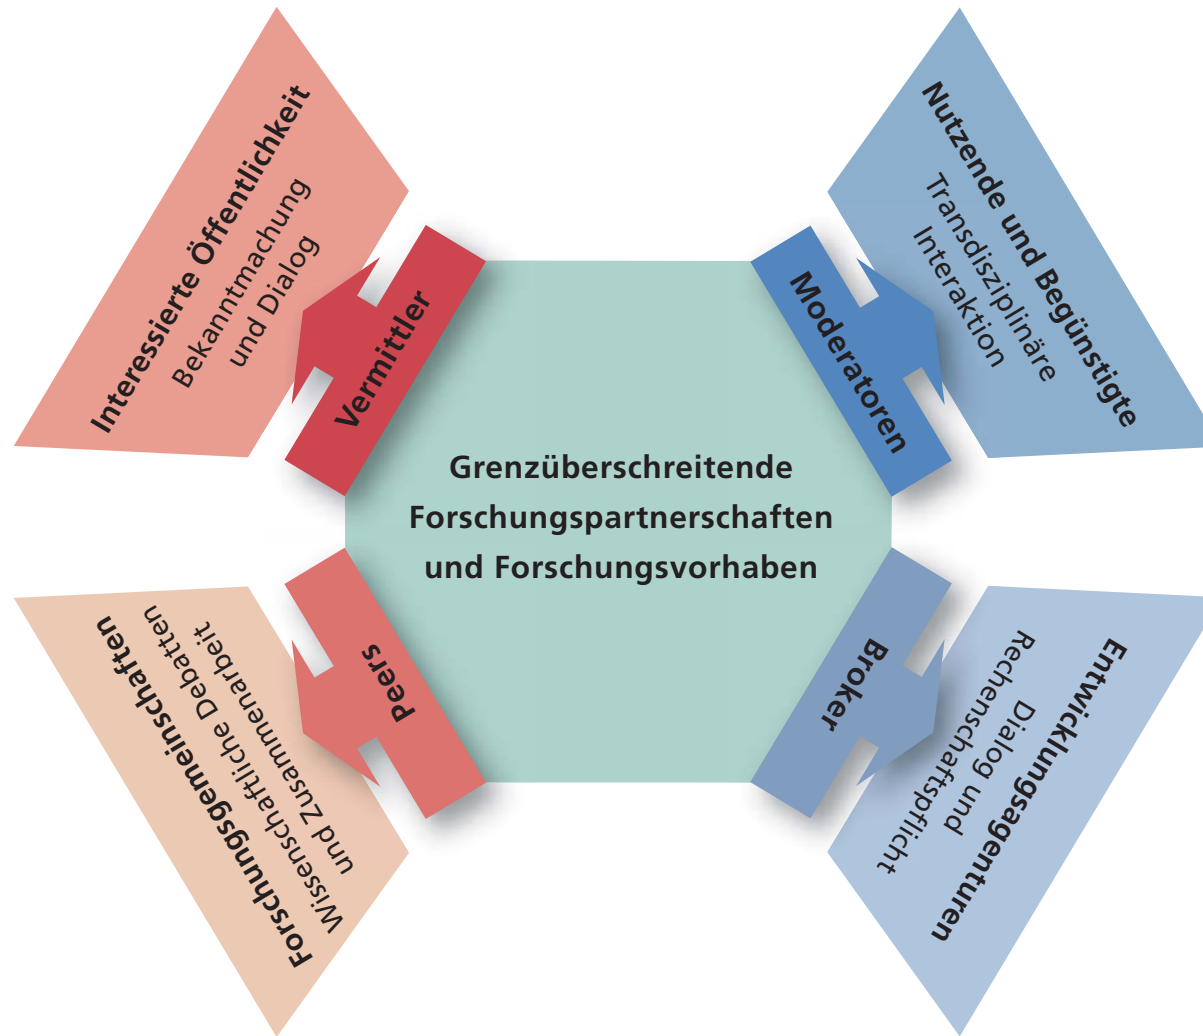 Interessierte Öffentlichkeit
Bekanntmachung
und Dialog
Vermittler
Nutzende und Begünstigte
Transdisziplinäre
Interaktion
Moderatoren
Grenzüberschreitende
Forschungspartnerschaften
und Forschungsvorhaben
Peers
Forschungsgemeinschaften
Wissenschaftliche Debatten
und Zusammenarbeit
Broker
Entwicklungsagenturen
Dialog und
Rechenschaftspflicht